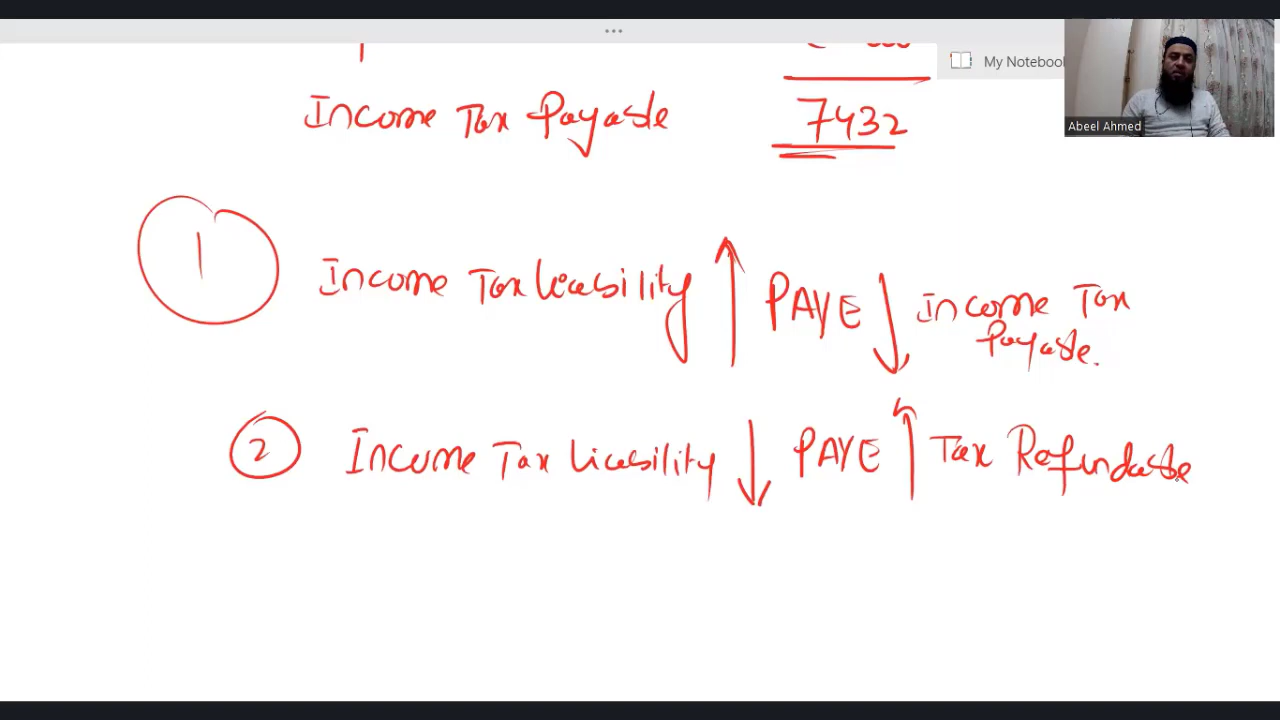 My Notebook
Abeel Ahmed
Income Tax Payable 7432
1 Income Tax liability ↑ PAYE ↓ Income Tax
Payable.
2 Income Tax Liability ↓ PAYE ↑ Tax Refundable